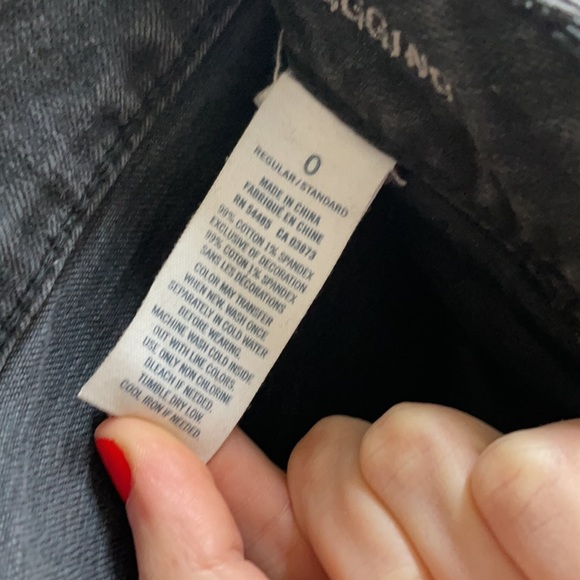 GGING
0
REGULAR/STANDARD
MADE IN CHINA
FABRIQUE EN CHINE
RN 54485 CA 03873
99% COTTON 1% SPANDEX
EXCLUSIVE OF DECORATION
99% COTTON 1% SPANDEX
SANS LES DÉCORATIONS
COLOR MAY TRANSFER
WHEN NEW. WASH ONCE
SEPARATELY IN COLD WATER
BEFORE WEARING.
MACHINE WASH COLD INSIDE
OUT WITH LIKE COLORS.
USE ONLY NON CHLORINE
BLEACH IF NEEDED.
TUMBLE DRY LOW.
COOL IRON IF NEEDED.